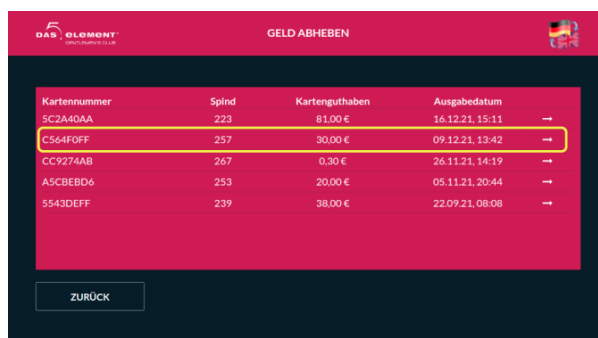 5
DAS ELEMENT
GENTLEMEN'S CLUB
GELD ABHEBEN
Kartennummer Spind Kartenguthaben Ausgabedatum
5C2A40AA 223 81,00 € 16.12.21, 15:11 →
C564F0FF 257 30,00 € 09.12.21, 13:42 →
CC9274AB 267 0,30 € 26.11.21, 14:19 →
A5CBEBD6 253 20,00 € 05.11.21, 20:44 →
5543DEFF 239 38,00 € 22.09.21, 08:08 →
ZURÜCK